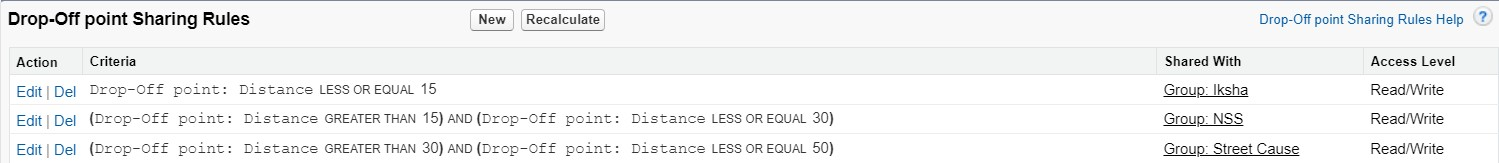 Drop-Off point Sharing Rules New Recalculate Drop-Off point Sharing Rules Help ?
Action Criteria Shared With Access Level
Edit | Del Drop-Off point: Distance LESS OR EQUAL 15 Group: Iksha Read/Write
Edit | Del (Drop-Off point: Distance GREATER THAN 15) AND (Drop-Off point: Distance LESS OR EQUAL 30) Group: NSS Read/Write
Edit | Del (Drop-Off point: Distance GREATER THAN 30) AND (Drop-Off point: Distance LESS OR EQUAL 50) Group: Street Cause Read/Write